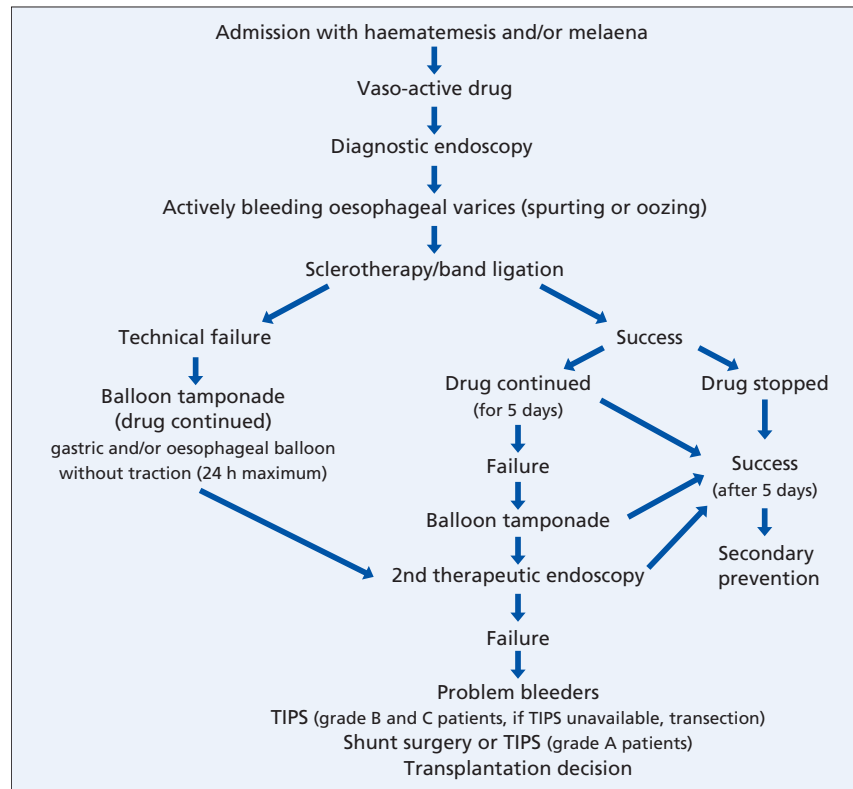 Admission with haematemesis and/or melaena
Vaso-active drug
Diagnostic endoscopy
Actively bleeding oesophageal varices (spurting or oozing)
Sclerotherapy/band ligation
Technical failure
Success
Balloon tamponade
(drug continued)
gastric and/or oesophageal balloon
without traction (24 h maximum)
Drug continued
(for 5 days)
Drug stopped
Failure
Success
(after 5 days)
Balloon tamponade
2nd therapeutic endoscopy
Secondary
prevention
Failure
Problem bleeders
TIPS (grade B and C patients, if TIPS unavailable, transection)
Shunt surgery or TIPS (grade A patients)
Transplantation decision